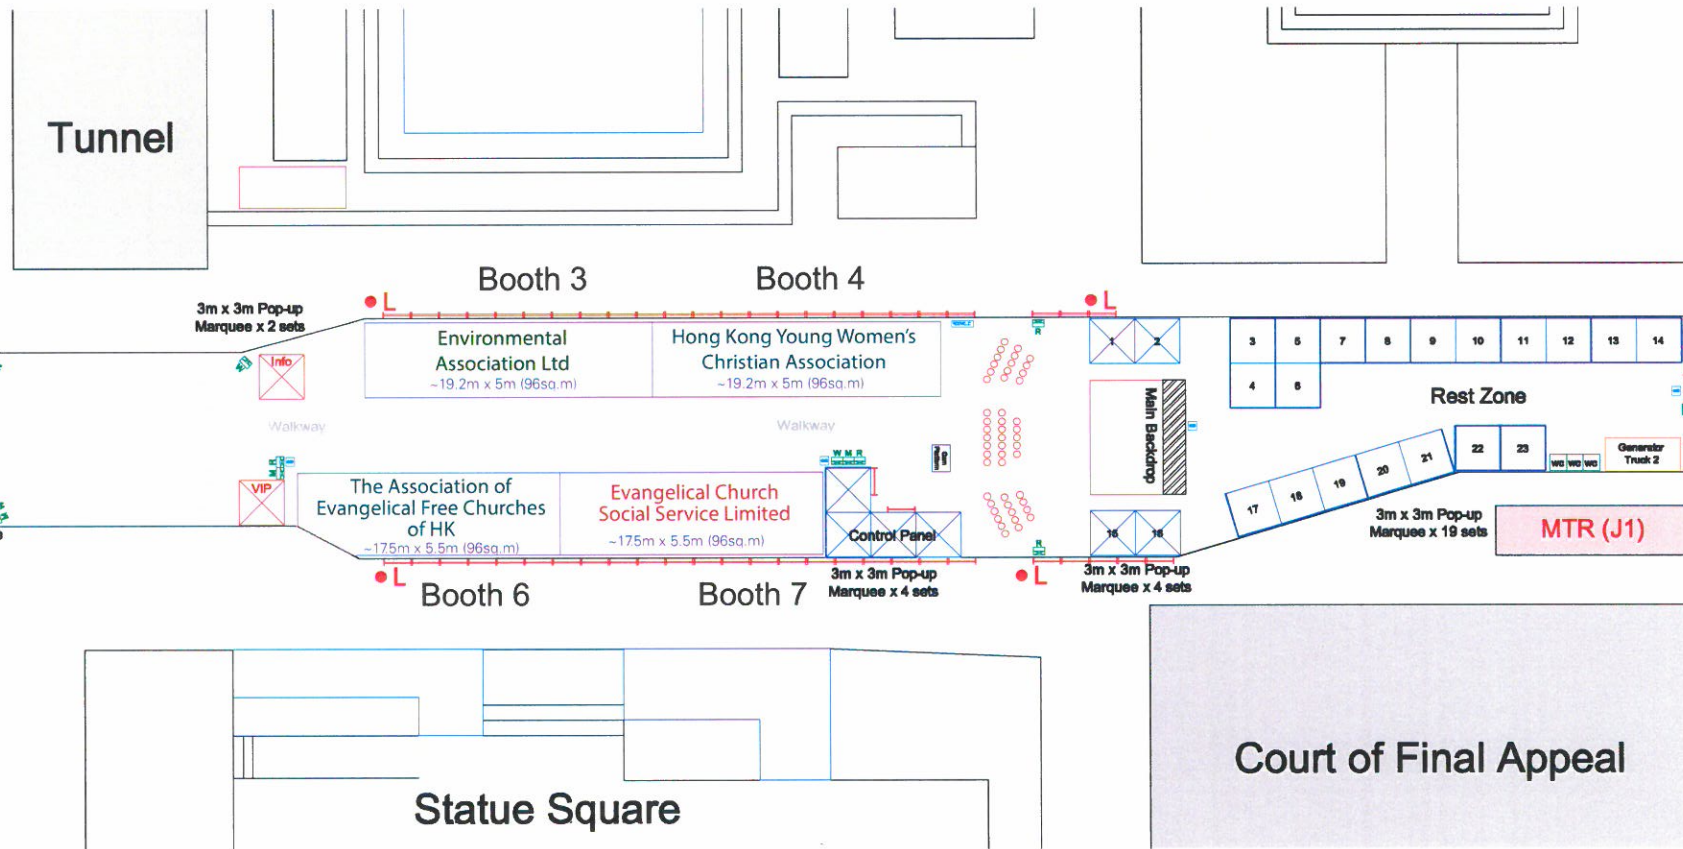 Tunnel
Booth 3
Booth 4
L
L
3m x 3m Pop-up
Marquee x 2 sets
Info
Environmental
Association Ltd
~19.2m x 5m (96sq.m)
Hong Kong Young Women's
Christian Association
~19.2m x 5m (96sq.m)
R
1
2
3
5
7
8
9
10
11
12
13
14
4
6
Rest Zone
Walkway
Walkway
Main Backdrop
W M R
VIP
The Association of
Evangelical Free Churches
of HK
~17.5m x 5.5m (96sq.m)
Evangelical Church
Social Service Limited
~17.5m x 5.5m (96sq.m)
Control Panel
R
15
16
17
18
19
20
21
22
23
WC
WC
WC
Generator
Truck 2
3m x 3m Pop-up
Marquee x 19 sets
MTR (J1)
L
L
Booth 6
Booth 7
3m x 3m Pop-up
Marquee x 4 sets
3m x 3m Pop-up
Marquee x 4 sets
Statue Square
Court of Final Appeal